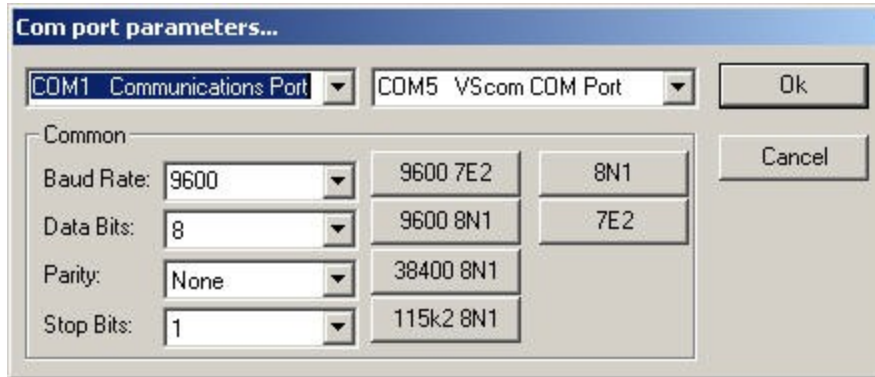 Com port parameters...
COM1 Communications Port COM5 VScom COM Port Ok
Common
Cancel
Baud Rate: 9600 9600 7E2 8N1
Data Bits: 8 9600 8N1 7E2
Parity: None 38400 8N1
Stop Bits: 1 115k2 8N1